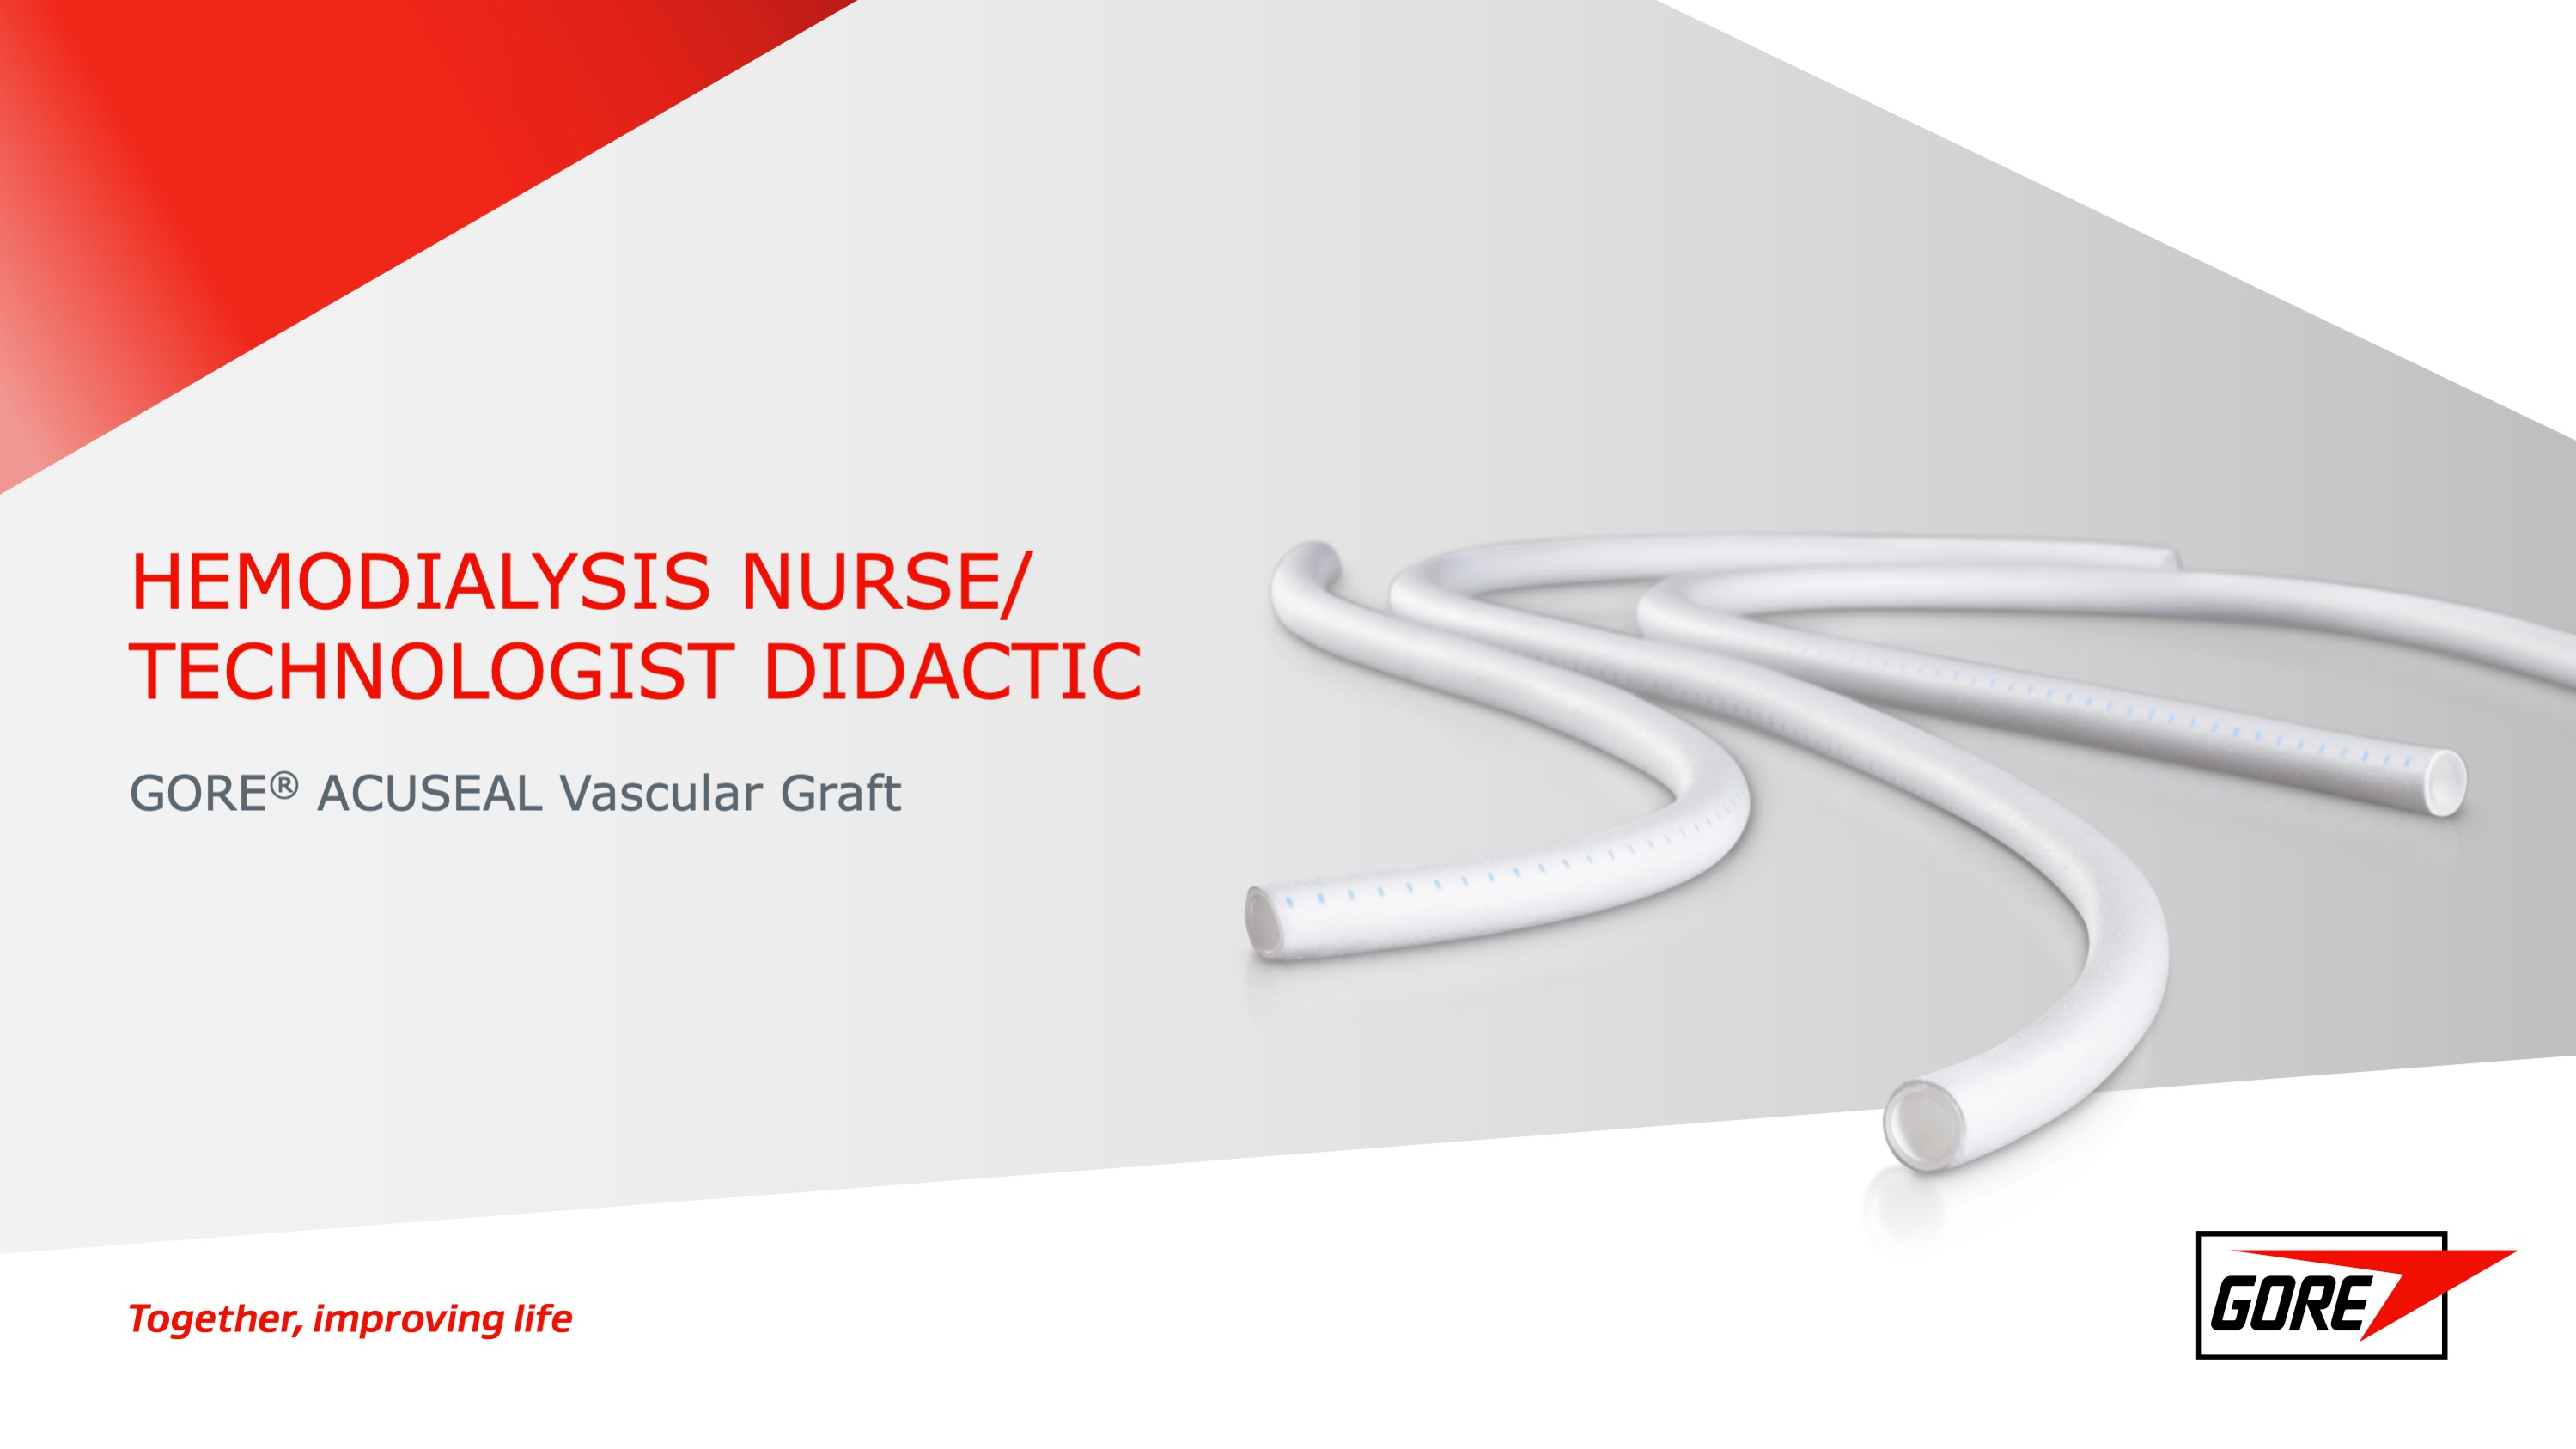 HEMODIALYSIS NURSE/
TECHNOLOGIST DIDACTIC
GORE® ACUSEAL Vascular Graft
Together, improving life
GORE